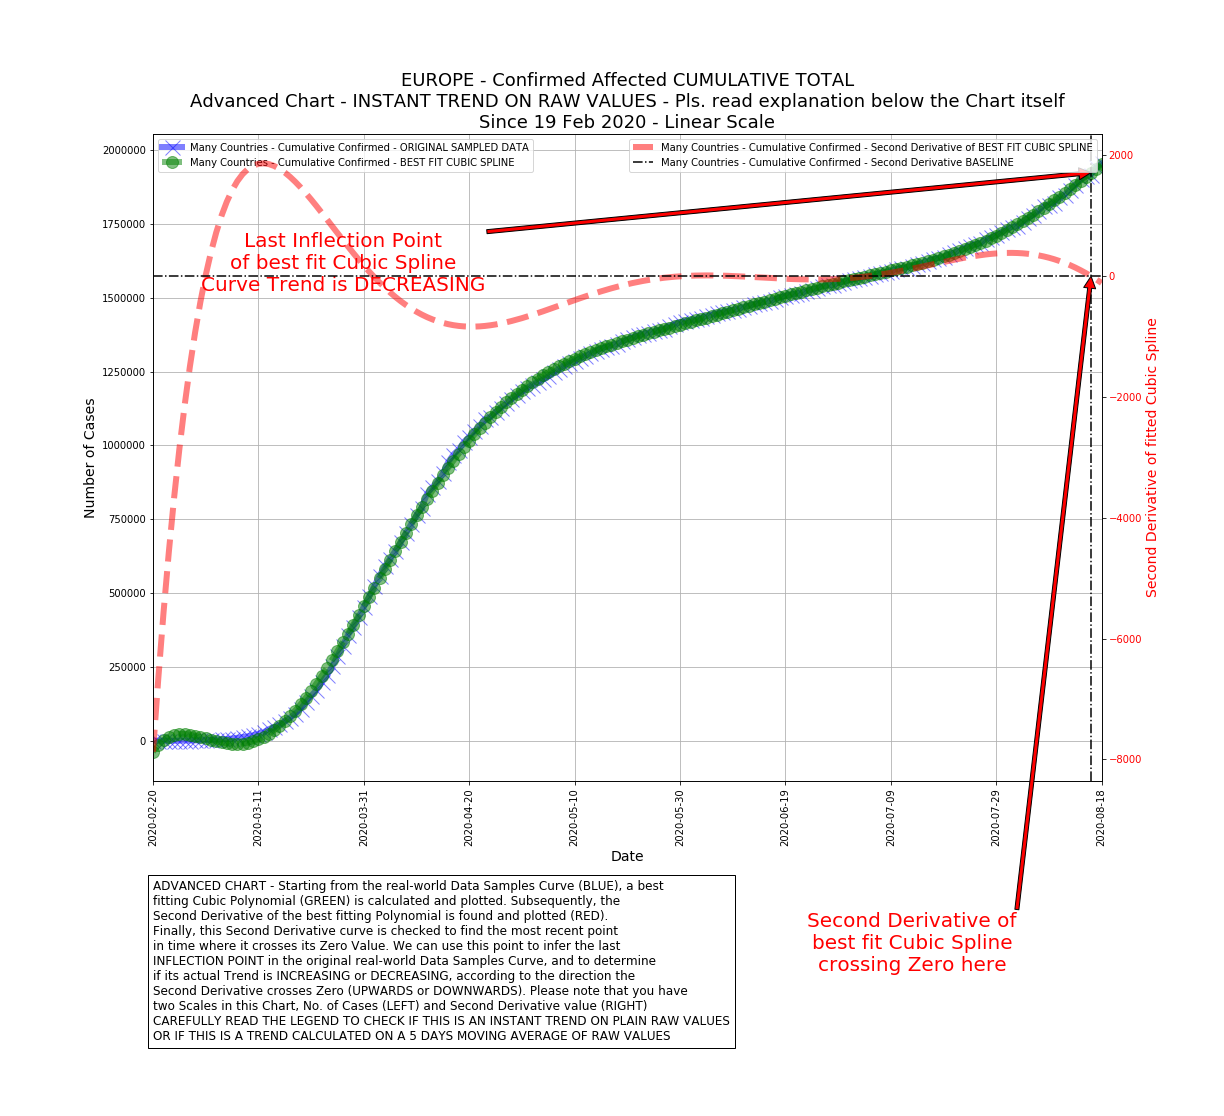 EUROPE - Confirmed Affected CUMULATIVE TOTAL
Advanced Chart - INSTANT TREND ON RAW VALUES - Pls. read explanation below the Chart itself
Since 19 Feb 2020 - Linear Scale
Many Countries - Cumulative Confirmed - ORIGINAL SAMPLED DATA
Many Countries - Cumulative Confirmed - BEST FIT CUBIC SPLINE
Many Countries - Cumulative Confirmed - Second Derivative of BEST FIT CUBIC SPLINE
Many Countries - Cumulative Confirmed - Second Derivative BASELINE
Last Inflection Point
of best fit Cubic Spline
Curve Trend is DECREASING
Number of Cases
2000000
1750000
1500000
1250000
1000000
750000
500000
250000
0
2000
0
−2000
−4000
−6000
−8000
Second Derivative of fitted Cubic Spline
2020-02-20
2020-03-11
2020-03-31
2020-04-20
2020-05-10
2020-05-30
2020-06-19
2020-07-09
2020-07-29
2020-08-18
Date
Second Derivative of
best fit Cubic Spline
crossing Zero here
ADVANCED CHART - Starting from the real-world Data Samples Curve (BLUE), a best
fitting Cubic Polynomial (GREEN) is calculated and plotted. Subsequently, the
Second Derivative of the best fitting Polynomial is found and plotted (RED).
Finally, this Second Derivative curve is checked to find the most recent point
in time where it crosses its Zero Value. We can use this point to infer the last
INFLECTION POINT in the original real-world Data Samples Curve, and to determine
if its actual Trend is INCREASING or DECREASING, according to the direction the
Second Derivative crosses Zero (UPWARDS or DOWNWARDS). Please note that you have
two Scales in this Chart, No. of Cases (LEFT) and Second Derivative value (RIGHT)
CAREFULLY READ THE LEGEND TO CHECK IF THIS IS AN INSTANT TREND ON PLAIN RAW VALUES
OR IF THIS IS A TREND CALCULATED ON A 5 DAYS MOVING AVERAGE OF RAW VALUES